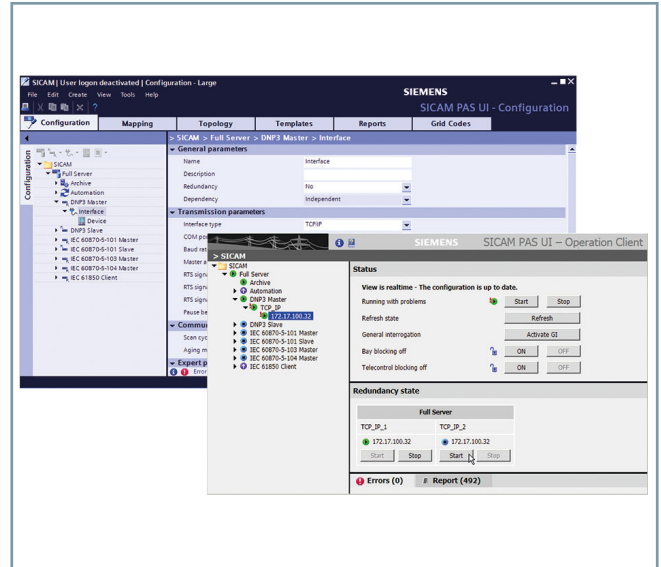 SICAM | User logon deactivated | Configuration - Large
File Edit Create View Tools Help
SIEMENS
SICAM PAS UI - Configuration
Configuration Mapping Topology Templates Reports Grid Codes
> SICAM > Full Server > DNP3 Master > Interface
Configuration
SICAM
Full Server
Archive
Automation
DNP3 Master
Interface
Device
DNP3 Slave
IEC 60870-5-101 Master
IEC 60870-5-101 Slave
IEC 60870-5-103 Master
IEC 60870-5-104 Master
IEC 61850 Client
General parameters
Name Interface
Description
Redundancy No
Dependency Independent
Transmission parameters
Interface type TCP/IP
COM po
Baud rat
Master a
RTS sign
RTS sign
RTS sign
Pause be
Commu
Scan cyc
Aging m
Expert p
Error
SIEMENS SICAM PAS UI – Operation Client
> SICAM
SICAM
Full Server
Archive
Automation
DNP3 Master
TCP_IP
172.17.100.32
DNP3 Slave
IEC 60870-5-101 Master
IEC 60870-5-101 Slave
IEC 60870-5-103 Master
IEC 60870-5-104 Master
IEC 61850 Client
Status
View is realtime - The configuration is up to date.
Running with problems Start Stop
Refresh state Refresh
General interrogation Activate GI
Bay blocking off ON OFF
Telecontrol blocking off ON OFF
Redundancy state
Full Server
TCP_IP_1 TCP_IP_2
172.17.100.32 172.17.100.32
Start Stop Start Stop
Errors (0) Report (492)